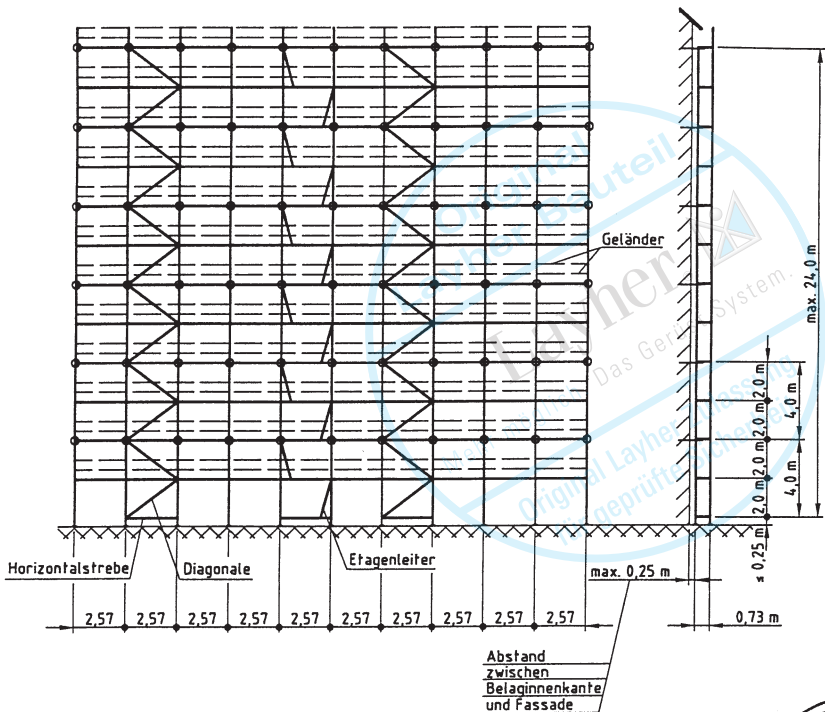 Original
Layher Bauteil
Geländer
Layher
Mehr möglich. Das Gerüst System.
Original Layher Zulassung
für geprüfte Sicherheit
max. 24,0 m
2,0 m
2,0 m
4,0 m
2,0 m
2,0 m
4,0 m
≤ 0,25 m
Horizontalstrebe
Diagonale
Etagenleiter
max. 0,25 m
0,73 m
2,57 2,57 2,57 2,57 2,57 2,57 2,57 2,57 2,57 2,57
Abstand
zwischen
Belaginnenkante
und Fassade